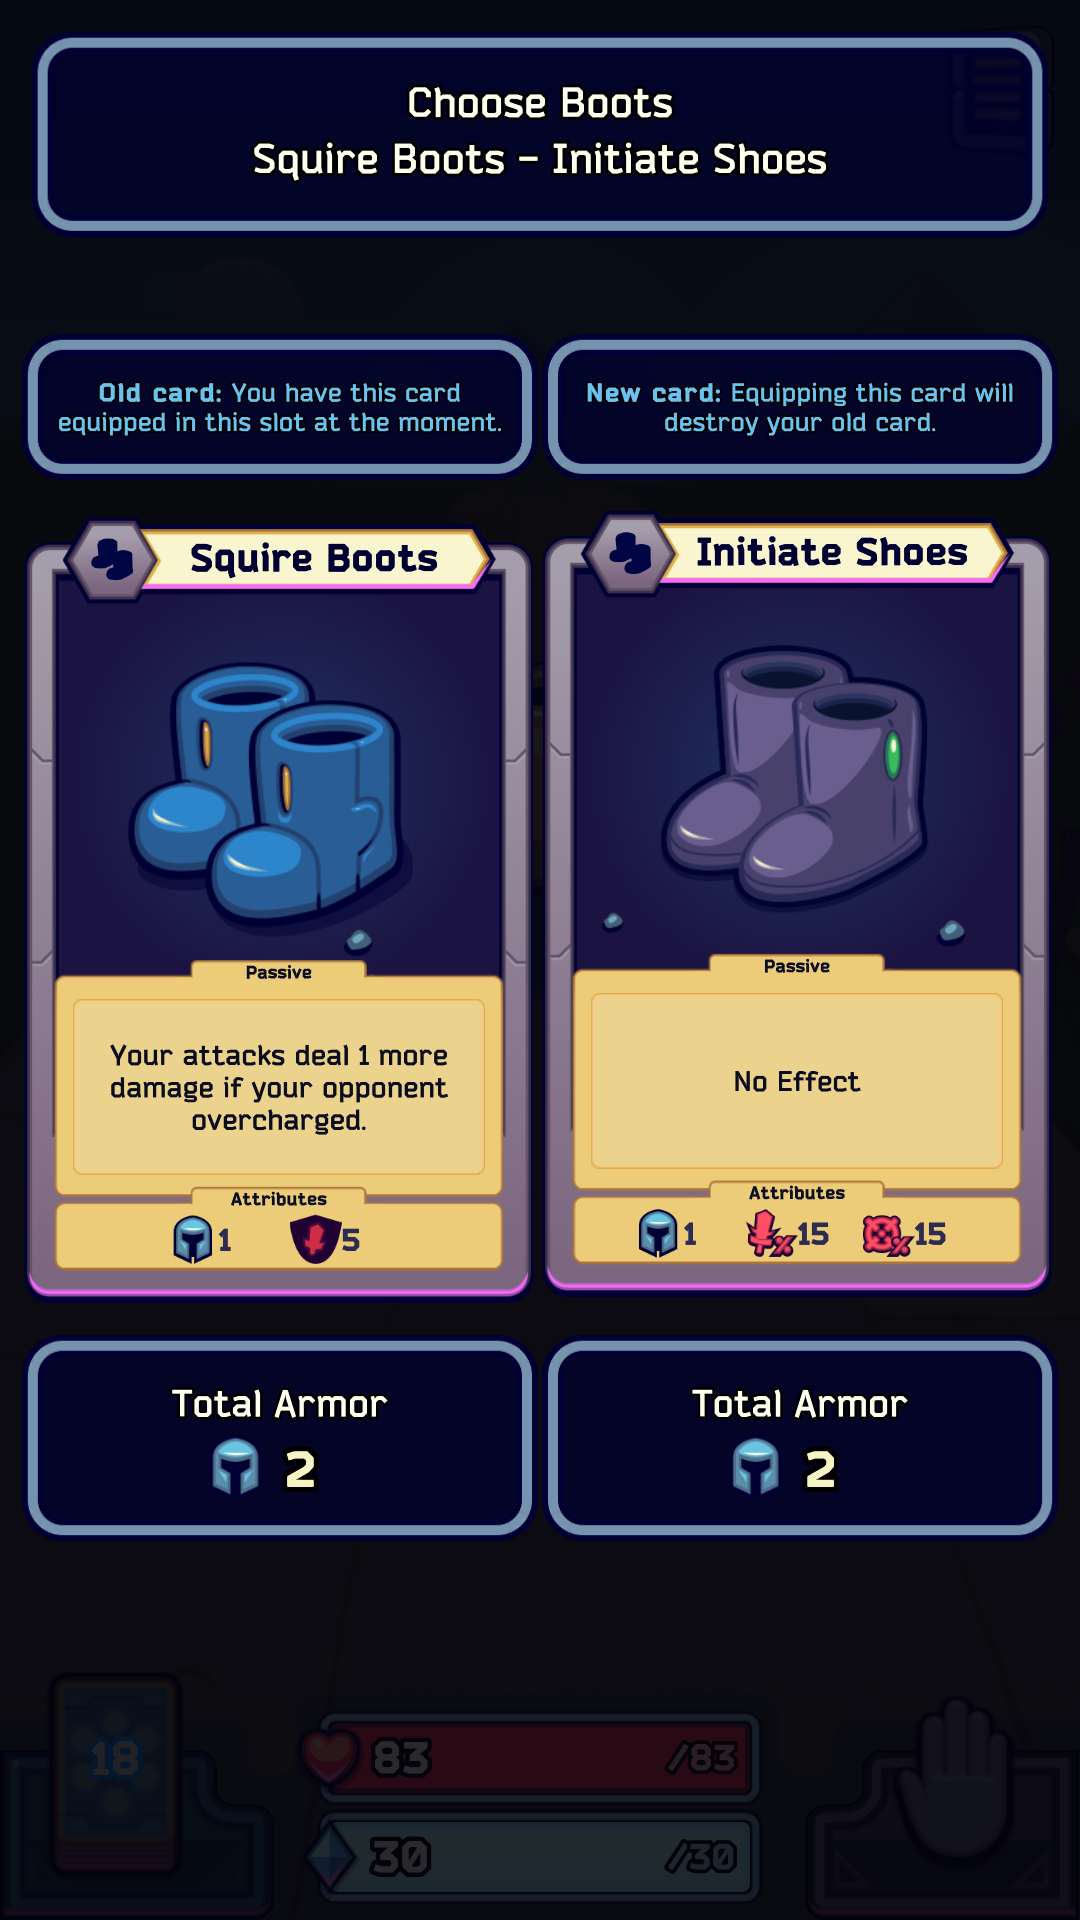 Choose Boots
Squire Boots – Initiate Shoes
Old card: You have this card
equipped in this slot at the moment.
New card: Equipping this card will
destroy your old card.
Squire Boots
Passive
Your attacks deal 1 more
damage if your opponent
overcharged.
Attributes
1 5
Initiate Shoes
Passive
No Effect
Attributes
1 15 15
Total Armor
2
Total Armor
2
18
83 /83
30 /30